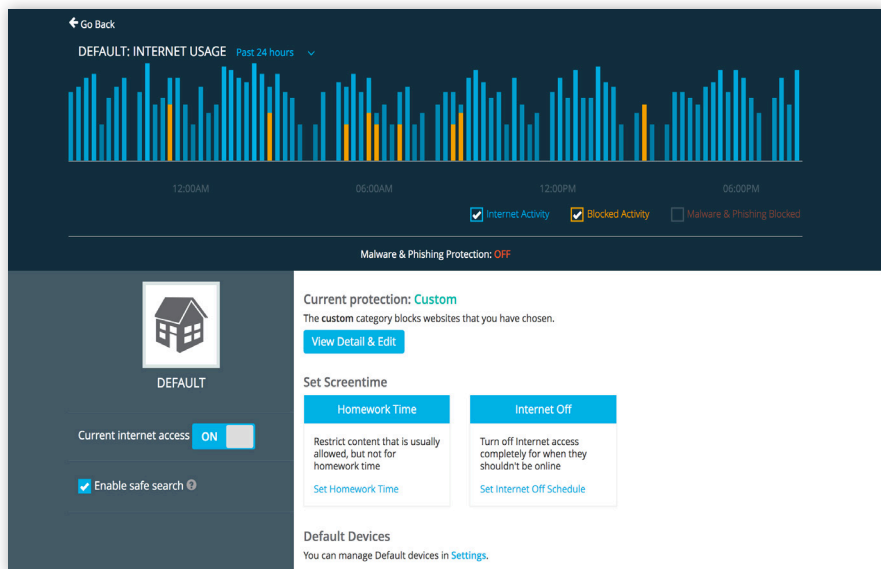 Go Back
DEFAULT: INTERNET USAGE Past 24 hours
12:00AM 06:00AM 12:00PM 06:00PM
Internet Activity Blocked Activity Malware & Phishing Blocked
Malware & Phishing Protection: OFF
DEFAULT
Current internet access ON
Enable safe search ?
Current protection: Custom
The custom category blocks websites that you have chosen.
View Detail & Edit
Set Screentime
Homework Time
Restrict content that is usually
allowed, but not for
homework time
Set Homework Time
Internet Off
Turn off Internet access
completely for when they
shouldn't be online
Set Internet Off Schedule
Default Devices
You can manage Default devices in Settings.